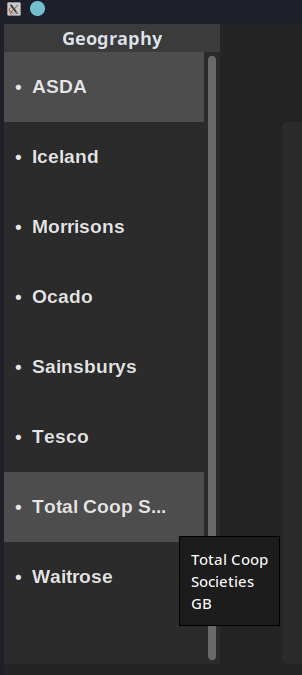 Geography
• ASDA
• Iceland
• Morrisons
• Ocado
• Sainsburys
• Tesco
• Total Coop S...
• Waitrose
Total Coop
Societies
GB